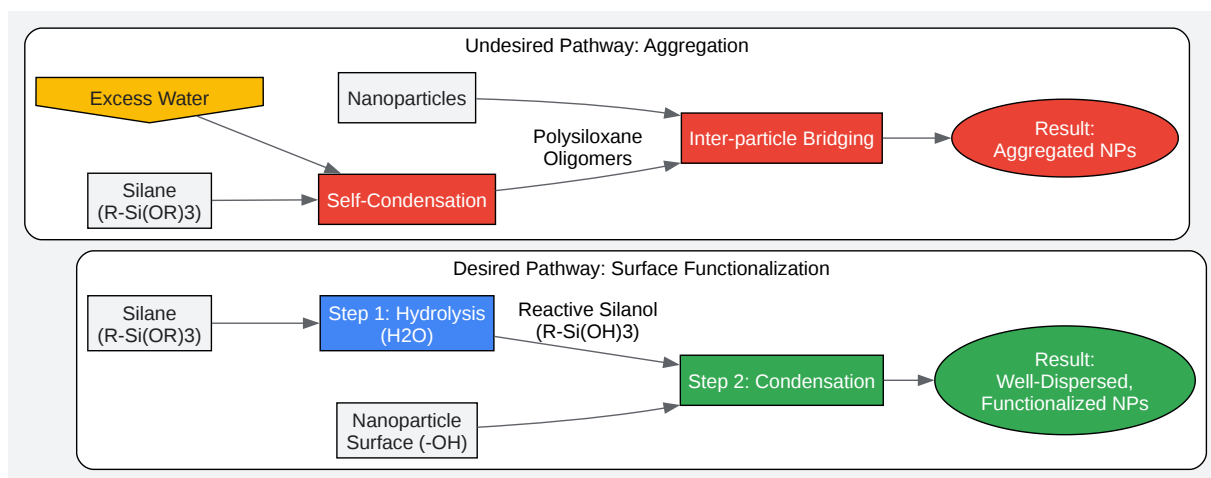 Undesired Pathway: Aggregation
Excess Water
Nanoparticles
Silane
(R-Si(OR)3)
Self-Condensation
Polysiloxane
Oligomers
Inter-particle Bridging
Result:
Aggregated NPs
Desired Pathway: Surface Functionalization
Silane
(R-Si(OR)3)
Step 1: Hydrolysis
(H2O)
Reactive Silanol
(R-Si(OH)3)
Nanoparticle
Surface (-OH)
Step 2: Condensation
Result:
Well-Dispersed,
Functionalized NPs